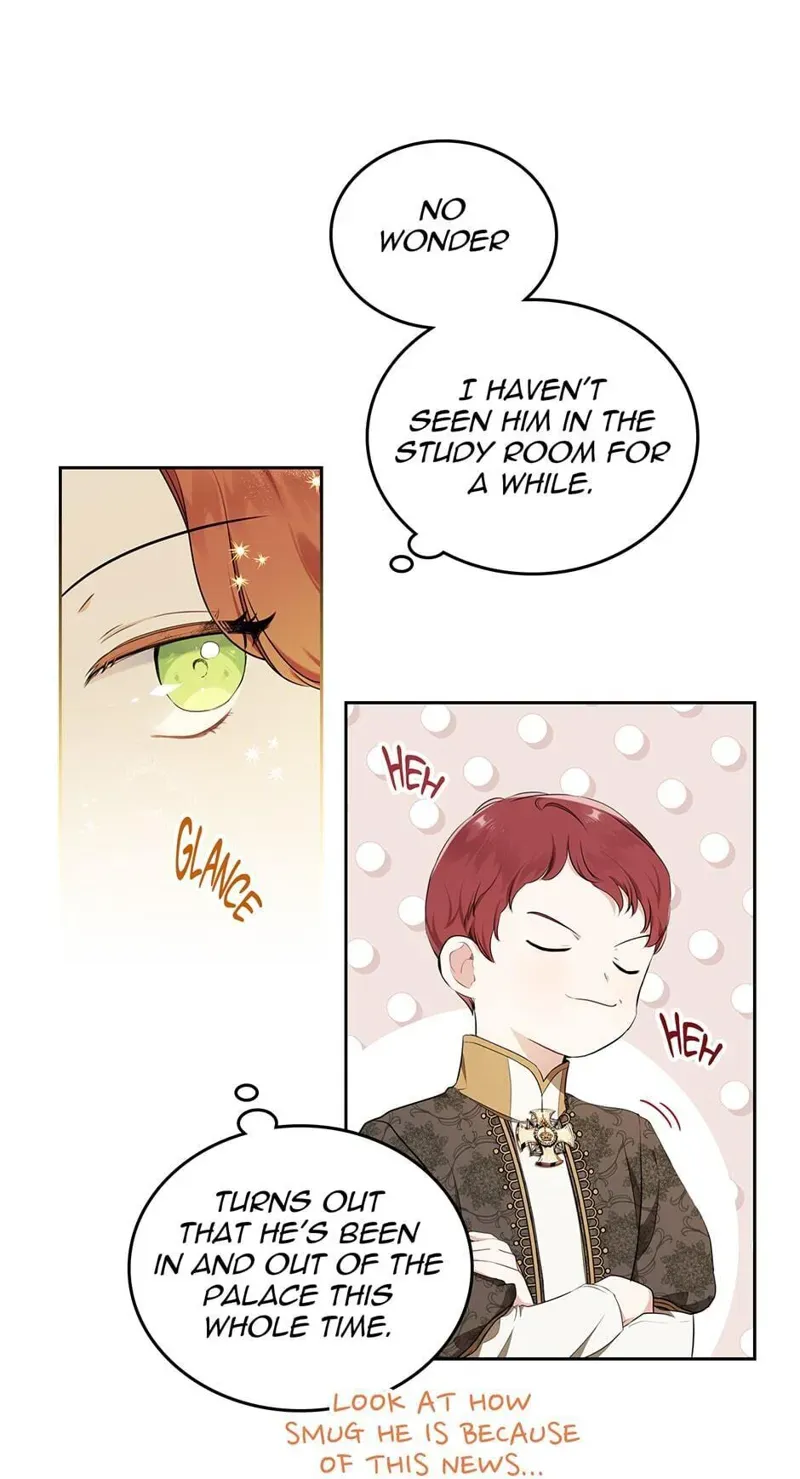 NO
WONDER
I HAVEN'T
SEEN HIM IN THE
STUDY ROOM FOR
A WHILE.
GLANCE
HEH
HEH
TURNS OUT
THAT HE'S BEEN
IN AND OUT OF THE
PALACE THIS
WHOLE TIME.
LOOK AT HOW
SMUG HE IS BECAUSE
OF THIS NEWS...